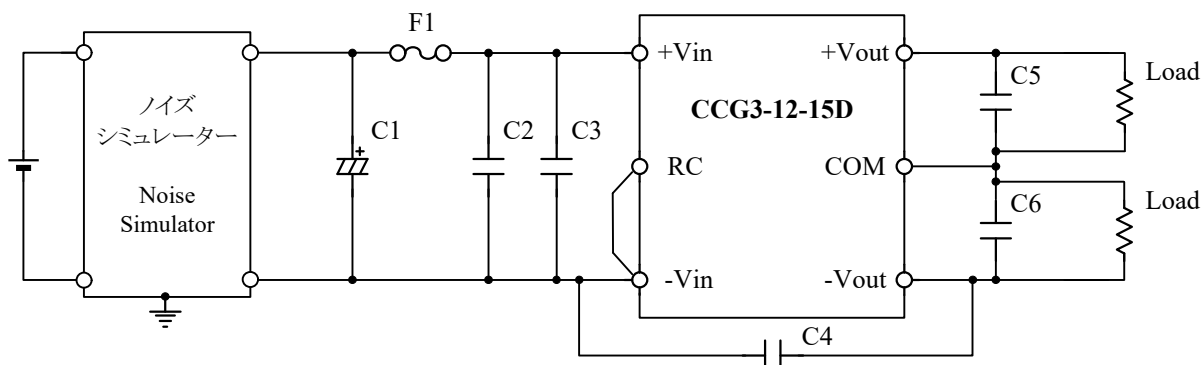 F1
+Vin
+Vout
C5
Load
CCG3-12-15D
ノイズ
シミュレーター
C1
C2
C3
RC
COM
Noise
Simulator
C6
Load
-Vin
-Vout
C4